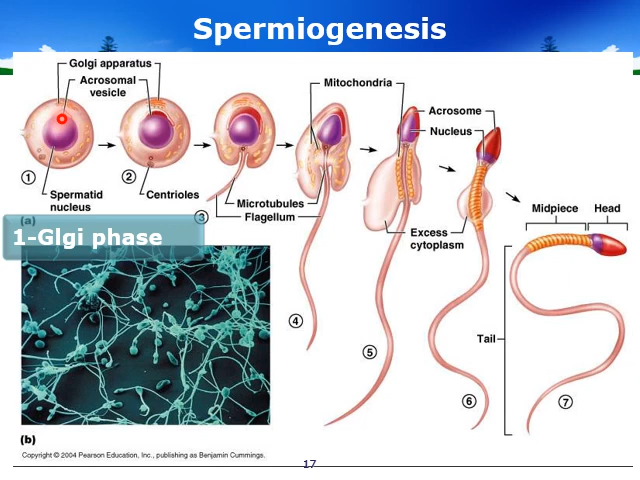 Spermiogenesis
Golgi apparatus
Acrosomal
vesicle
Mitochondria
Acrosome
Nucleus
1
2
3
Spermatid
nucleus
Centrioles
Microtubules
Flagellum
(a)
1-Glgi phase
Excess
cytoplasm
Midpiece
Head
4
5
6
7
Tail
(b)
Copyright © 2004 Pearson Education, Inc., publishing as Benjamin Cummings.
17